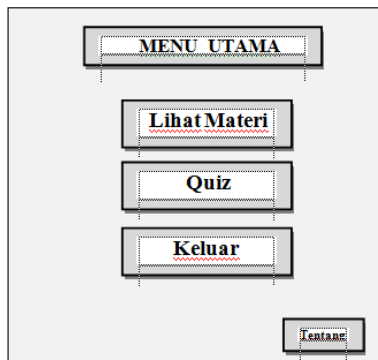 MENU UTAMA
Lihat Materi
Quiz
Keluar
Tentang